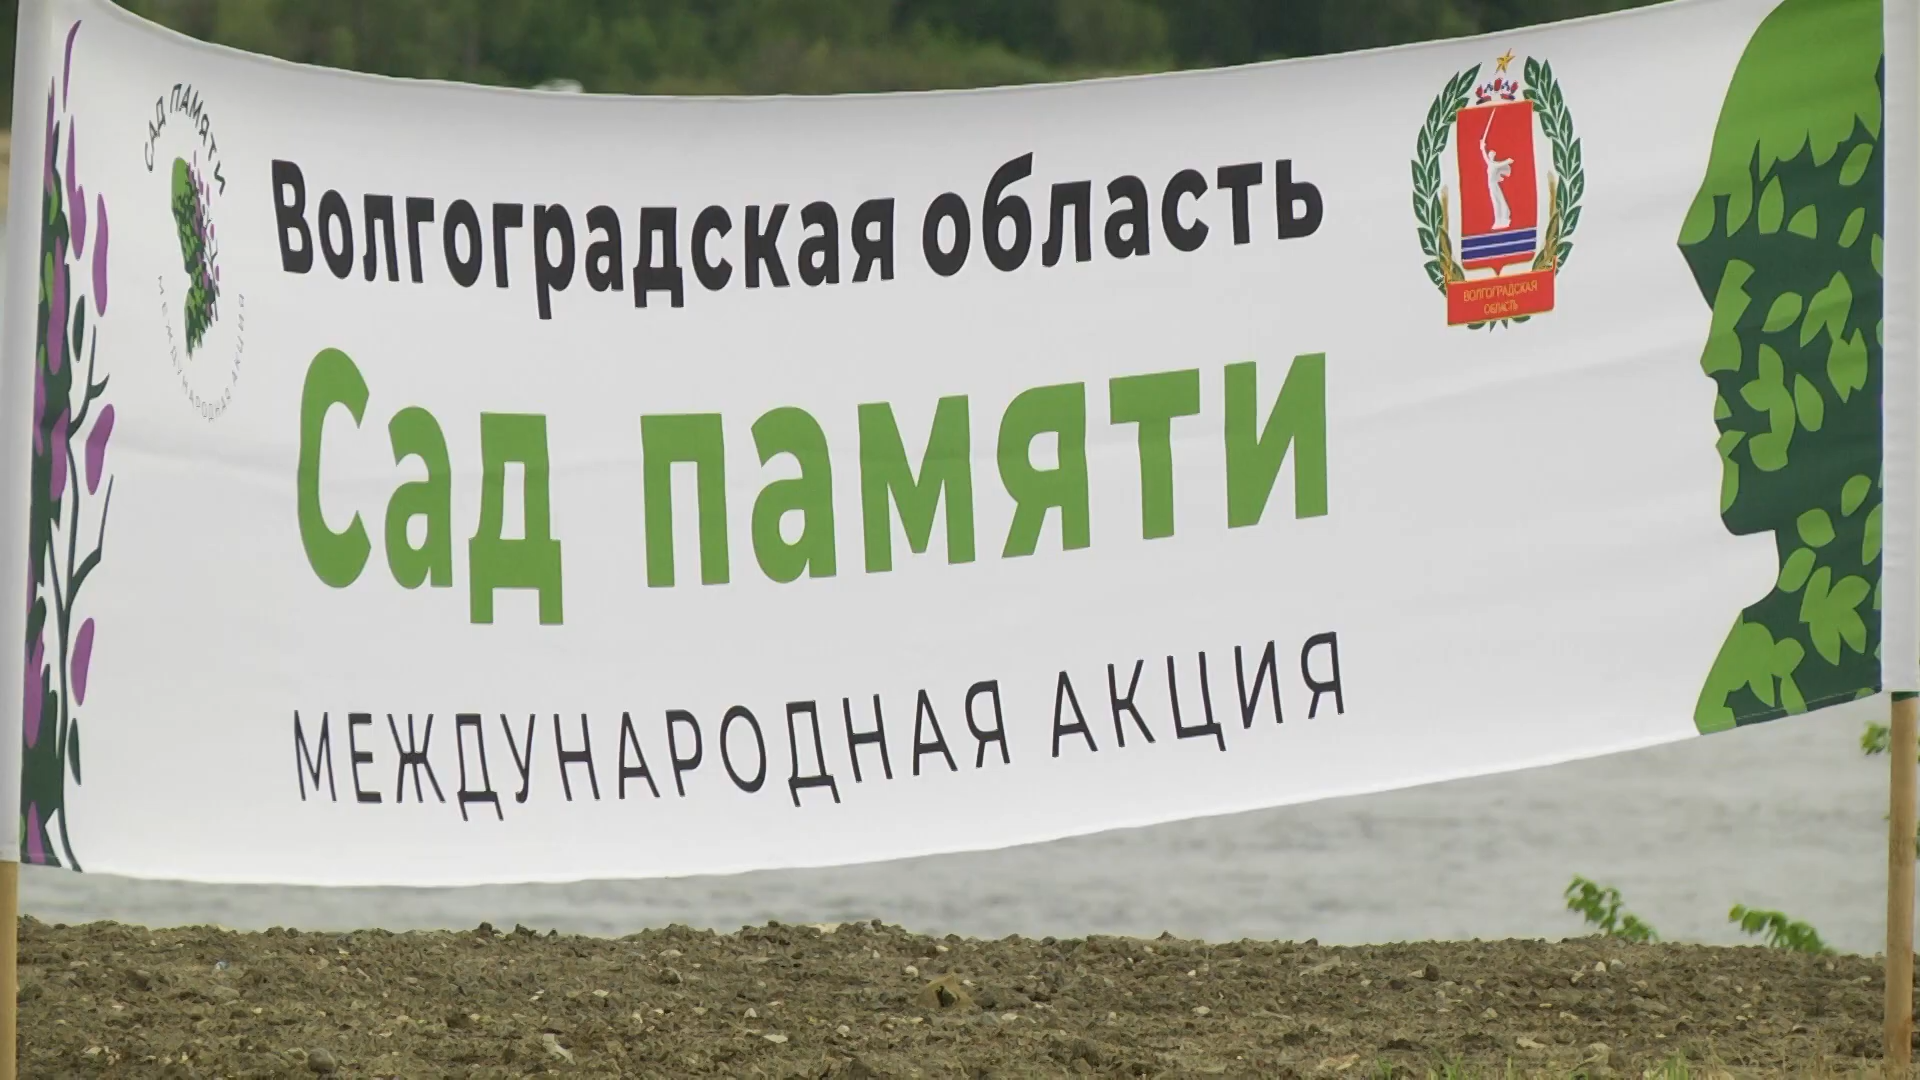 САД ПАМЯТИ
МЕЖДУНАРОДНАЯ АКЦИЯ
Волгоградская область
Сад памяти
МЕЖДУНАРОДНАЯ АКЦИЯ
ВОЛГОГРАДСКАЯ
ОБЛАСТЬ